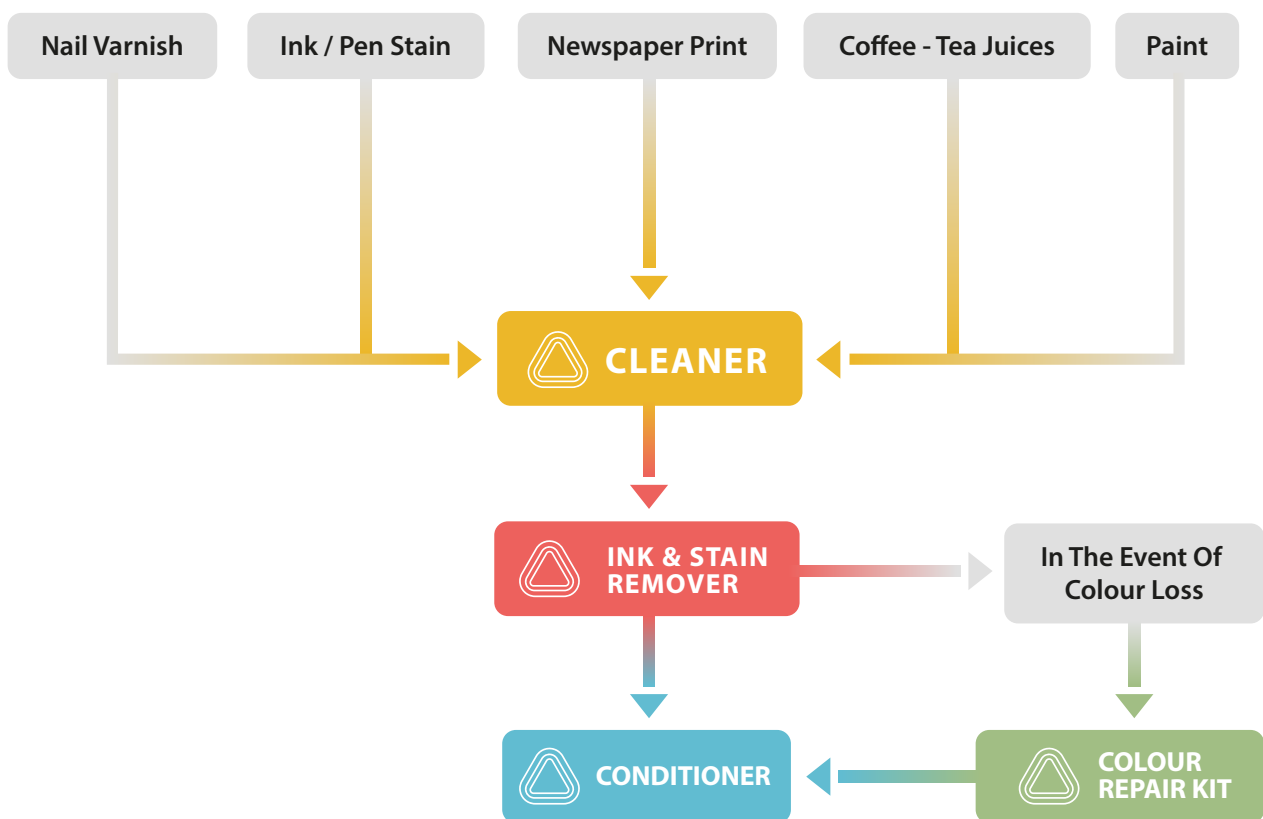 Nail Varnish
Ink / Pen Stain
Newspaper Print
Coffee - Tea Juices
Paint
CLEANER
INK & STAIN
REMOVER
In The Event Of
Colour Loss
CONDITIONER
COLOUR
REPAIR KIT